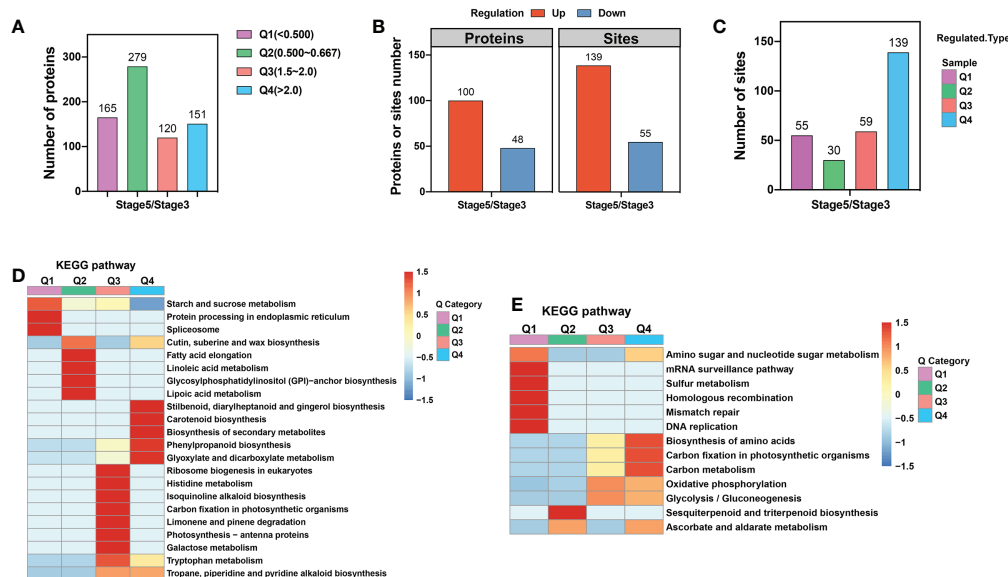 A
Number of proteins
300
200
100
0
165
279
120
151
Stage5/Stage3
Q1(<0.500)
Q2(0.500~0.667)
Q3(1.5~2.0)
Q4(>2.0)
B
Regulation Up Down
Proteins Sites
Proteins or sites number
150
100
50
0
100
48
139
55
Stage5/Stage3 Stage5/Stage3
C
Number of sites
150
100
50
0
55
30
59
139
Stage5/Stage3
Regulated.Type
Sample
Q1
Q2
Q3
Q4
D
KEGG pathway
Q1 Q2 Q3 Q4
Starch and sucrose metabolism
Protein processing in endoplasmic reticulum
Spliceosome
Cutin, suberine and wax biosynthesis
Fatty acid elongation
Linoleic acid metabolism
Glycosylphosphatidylinositol (GPI)−anchor biosynthesis
Lipoic acid metabolism
Stilbenoid, diarylheptanoid and gingerol biosynthesis
Carotenoid biosynthesis
Biosynthesis of secondary metabolites
Phenylpropanoid biosynthesis
Glyoxylate and dicarboxylate metabolism
Ribosome biogenesis in eukaryotes
Histidine metabolism
Isoquinoline alkaloid biosynthesis
Carbon fixation in photosynthetic organisms
Limonene and pinene degradation
Photosynthesis − antenna proteins
Galactose metabolism
Tryptophan metabolism
Tropane, piperidine and pyridine alkaloid biosynthesis
1.5
1
0.5
0
−0.5
−1
−1.5
Q Category
Q1
Q2
Q3
Q4
E
KEGG pathway
Q1 Q2 Q3 Q4
Amino sugar and nucleotide sugar metabolism
mRNA surveillance pathway
Sulfur metabolism
Homologous recombination
Mismatch repair
DNA replication
Biosynthesis of amino acids
Carbon fixation in photosynthetic organisms
Carbon metabolism
Oxidative phosphorylation
Glycolysis / Gluconeogenesis
Sesquiterpenoid and triterpenoid biosynthesis
Ascorbate and aldarate metabolism
1.5
1
0.5
0
−0.5
−1
−1.5
Q Category
Q1
Q2
Q3
Q4